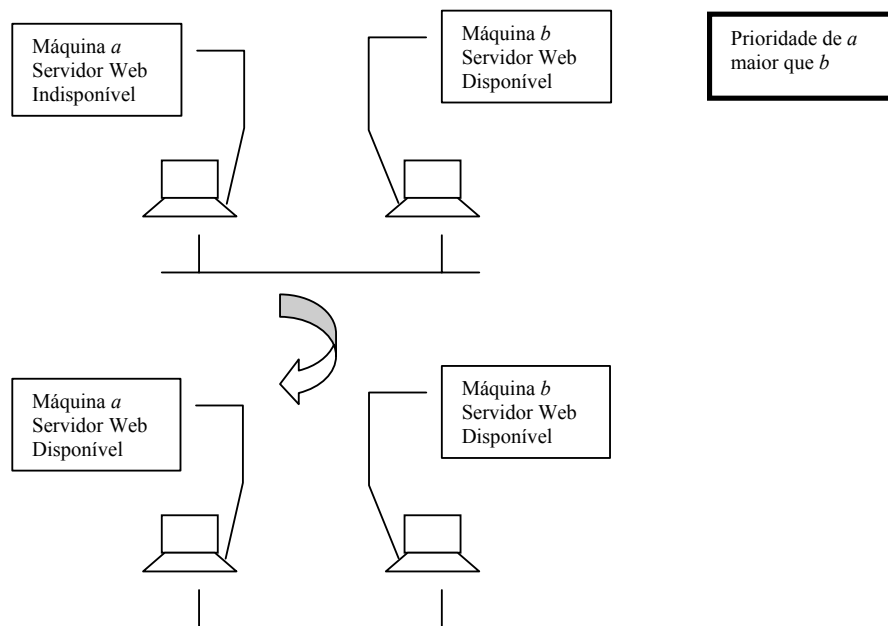 Máquina a
Servidor Web
Indisponível
Máquina b
Servidor Web
Disponível
Prioridade de a
maior que b
Máquina a
Servidor Web
Disponível
Máquina b
Servidor Web
Disponível